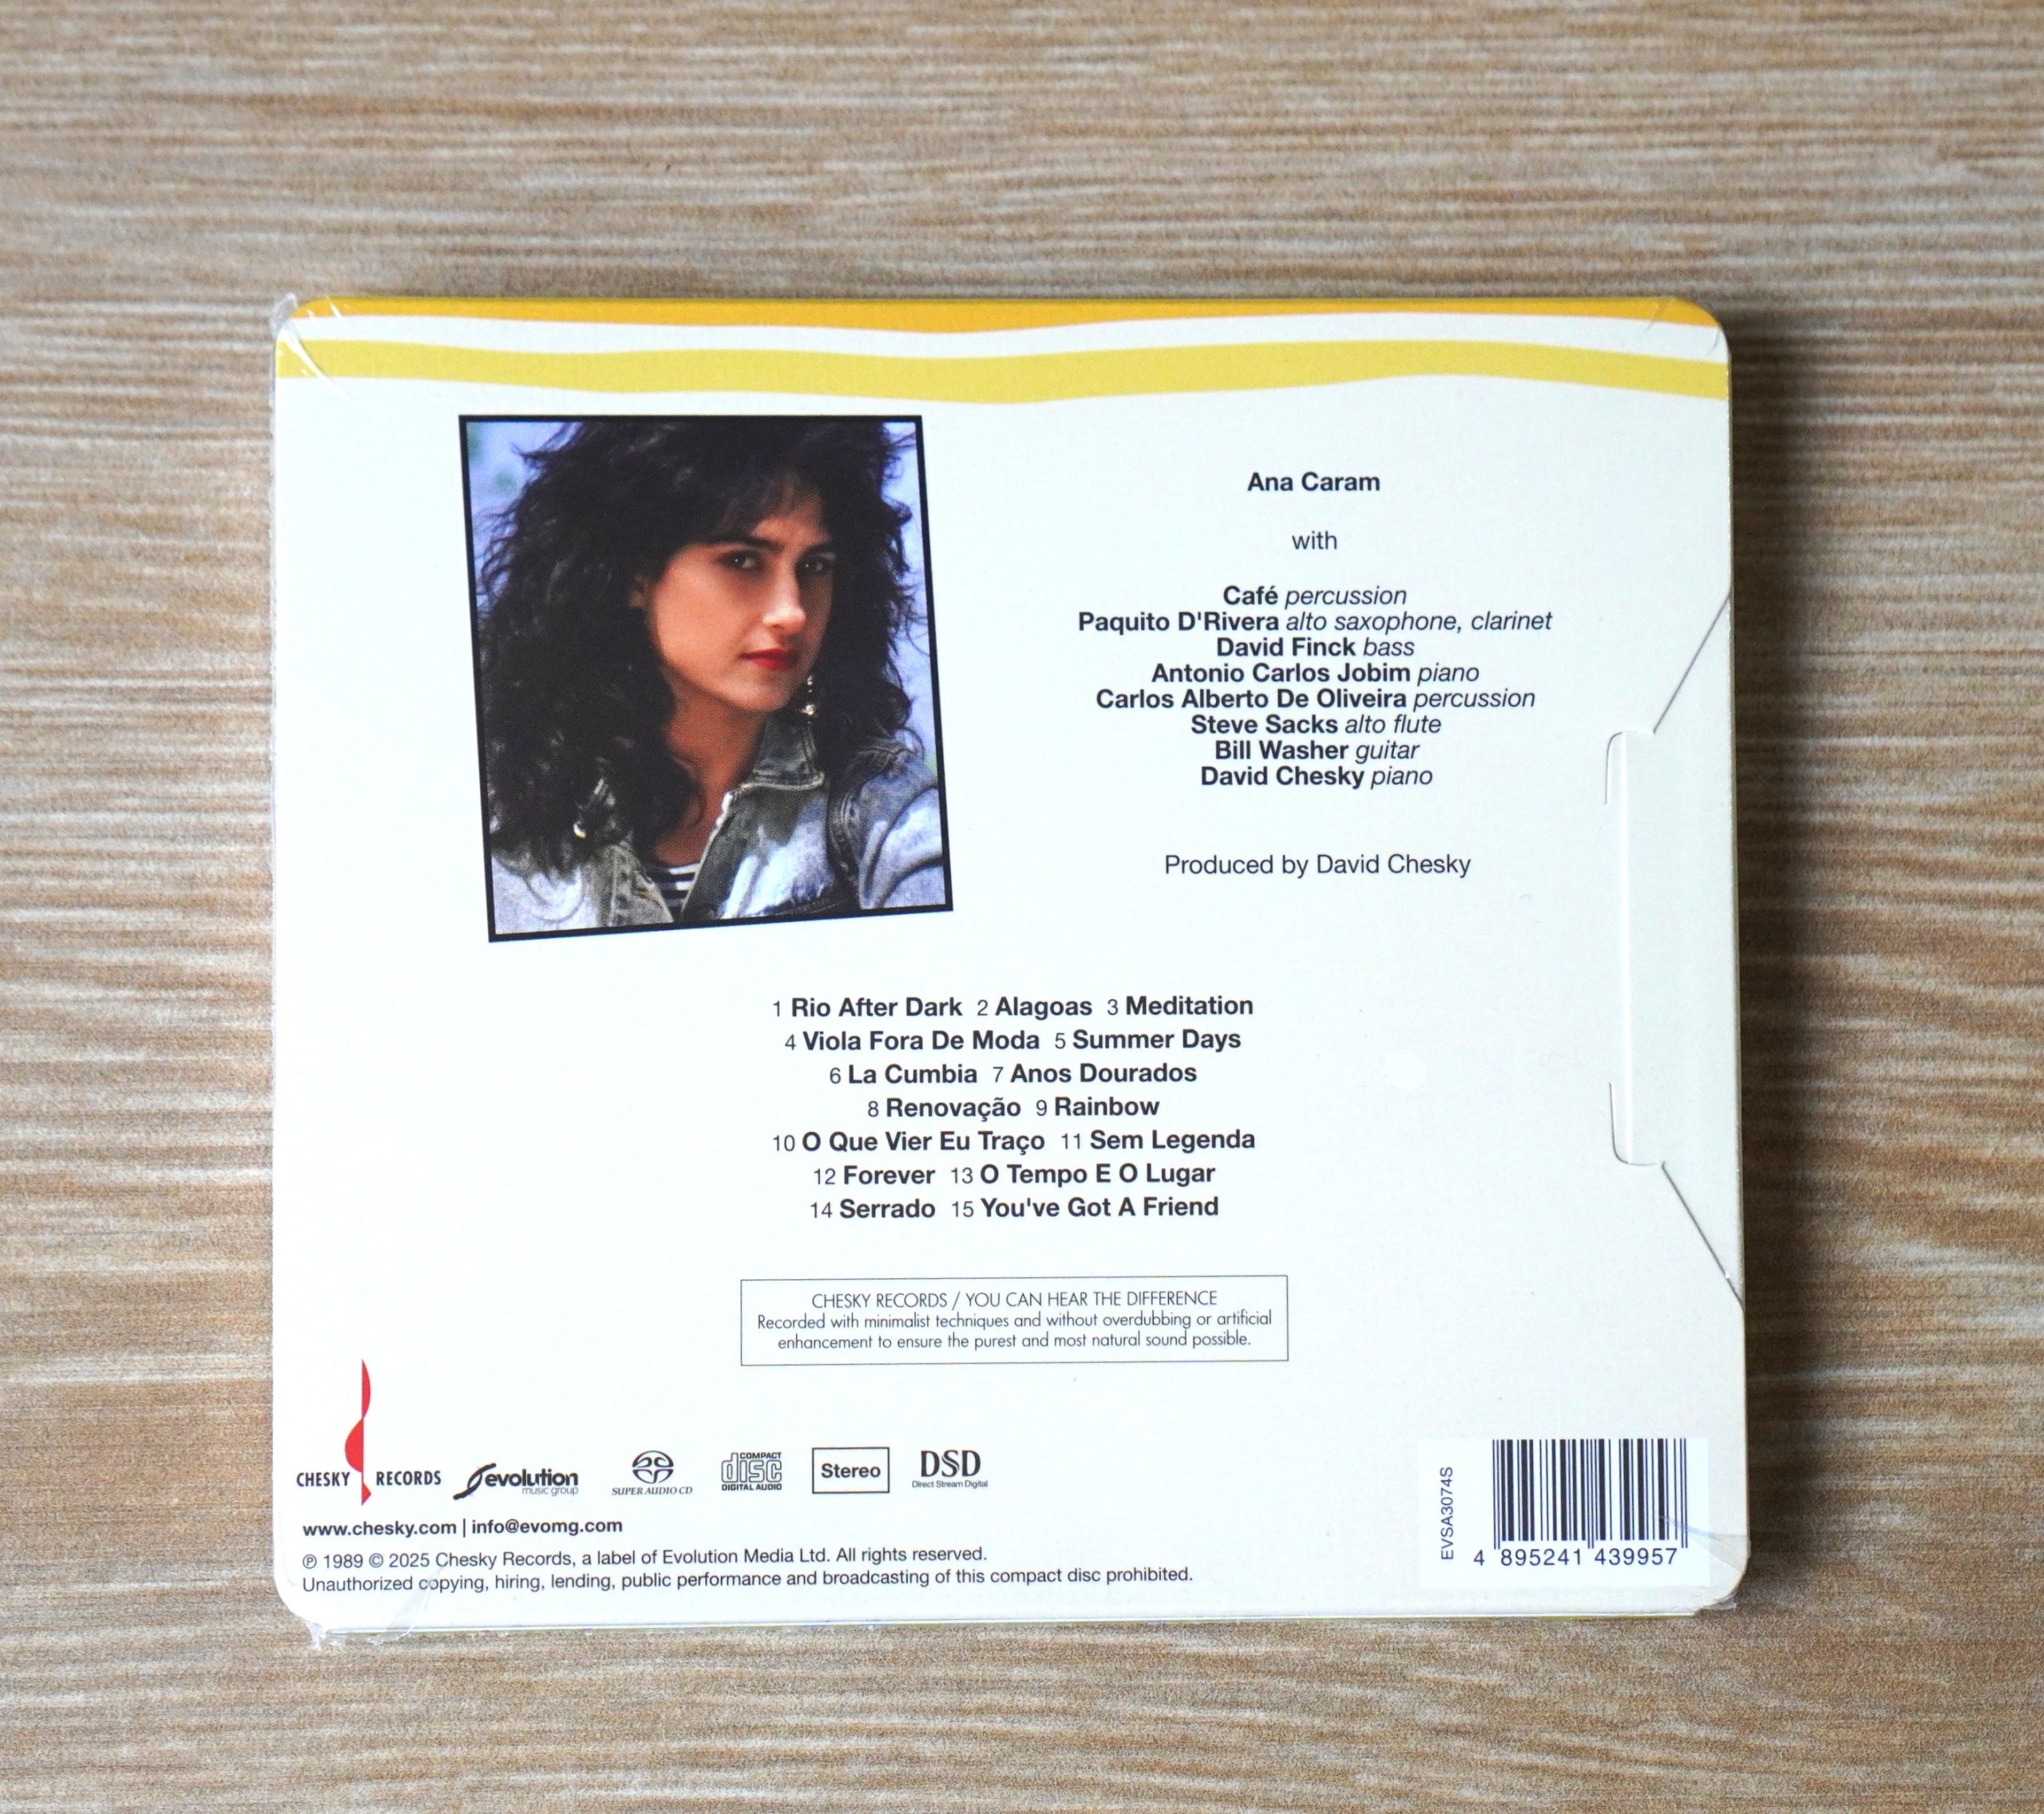 Ana Caram
with
Café percussion
Paquito D'Rivera alto saxophone, clarinet
David Finck bass
Antonio Carlos Jobim piano
Carlos Alberto De Oliveira percussion
Steve Sacks alto flute
Bill Washer guitar
David Chesky piano
Produced by David Chesky
1 Rio After Dark 2 Alagoas 3 Meditation
4 Viola Fora De Moda 5 Summer Days
6 La Cumbia 7 Anos Dourados
8 Renovação 9 Rainbow
10 O Que Vier Eu Traço 11 Sem Legenda
12 Forever 13 O Tempo E O Lugar
14 Serrado 15 You've Got A Friend
CHESKY RECORDS / YOU CAN HEAR THE DIFFERENCE
Recorded with minimalist techniques and without overdubbing or artificial
enhancement to ensure the purest and most natural sound possible.
CHESKY RECORDS
evolution
music group
SUPER AUDIO CD
COMPACT
disc
DIGITAL AUDIO
Stereo
DSD
Direct Stream Digital
www.chesky.com | info@evomg.com
℗ 1989 © 2025 Chesky Records, a label of Evolution Media Ltd. All rights reserved.
Unauthorized copying, hiring, lending, public performance and broadcasting of this compact disc prohibited.
EVSA3074S
4 895241 439957